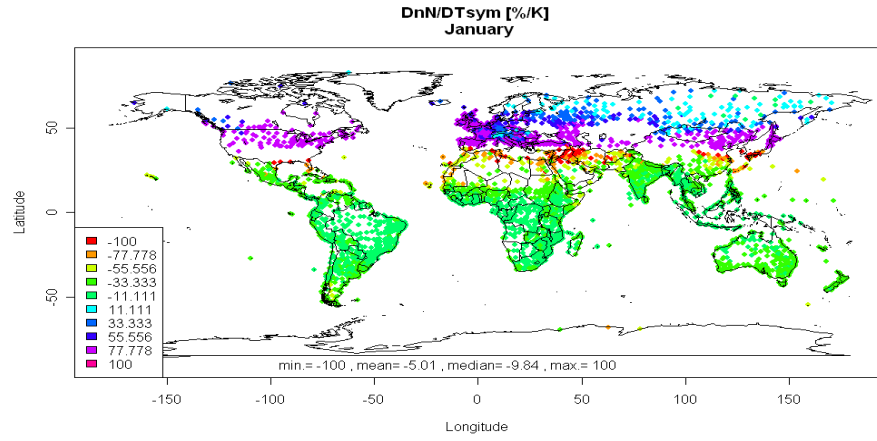 DnN/DTsym [%/K]
January
Latitude
50
0
-50
-100
-77.778
-55.556
-33.333
-11.111
11.111
33.333
55.556
77.778
100
min.= -100 , mean= -5.01 , median= -9.84 , max.= 100
-150 -100 -50 0 50 100 150
Longitude